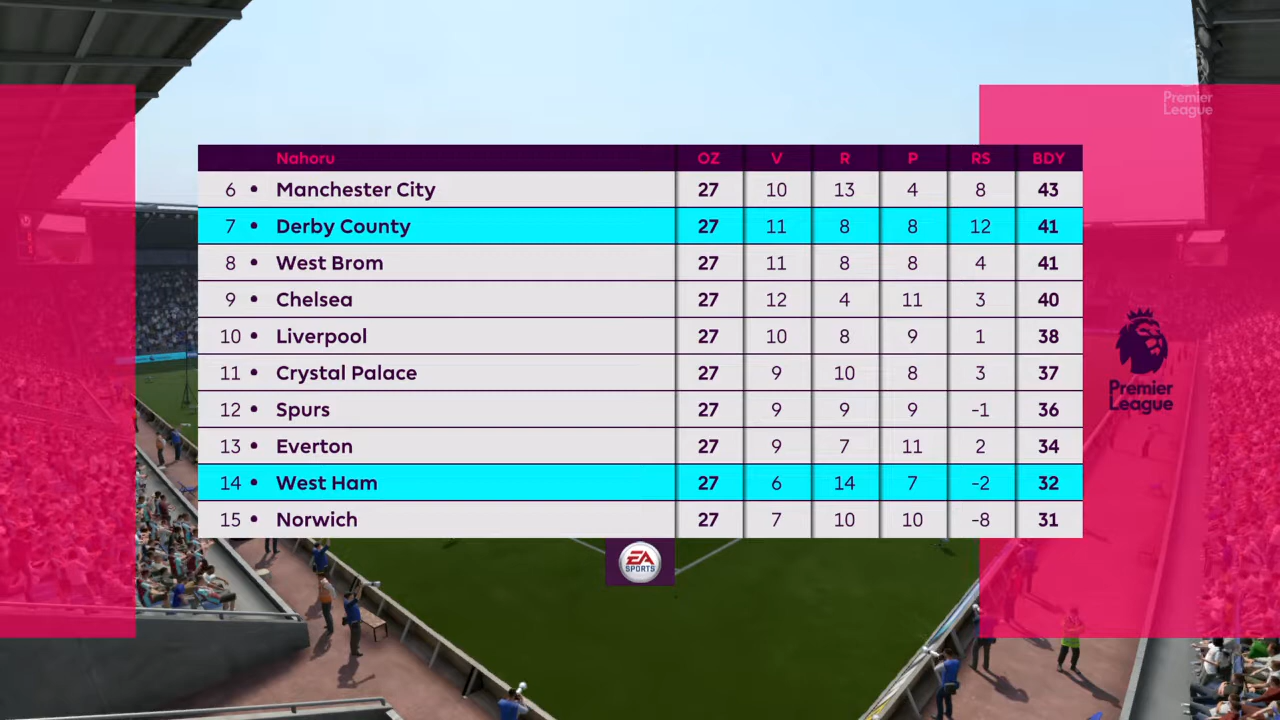 Premier
League
Nahoru OZ V R P RS BDY
6 • Manchester City 27 10 13 4 8 43
7 • Derby County 27 11 8 8 12 41
8 • West Brom 27 11 8 8 4 41
9 • Chelsea 27 12 4 11 3 40
10 • Liverpool 27 10 8 9 1 38
11 • Crystal Palace 27 9 10 8 3 37
12 • Spurs 27 9 9 9 -1 36
13 • Everton 27 9 7 11 2 34
14 • West Ham 27 6 14 7 -2 32
15 • Norwich 27 7 10 10 -8 31
Premier
League
EA
SPORTS